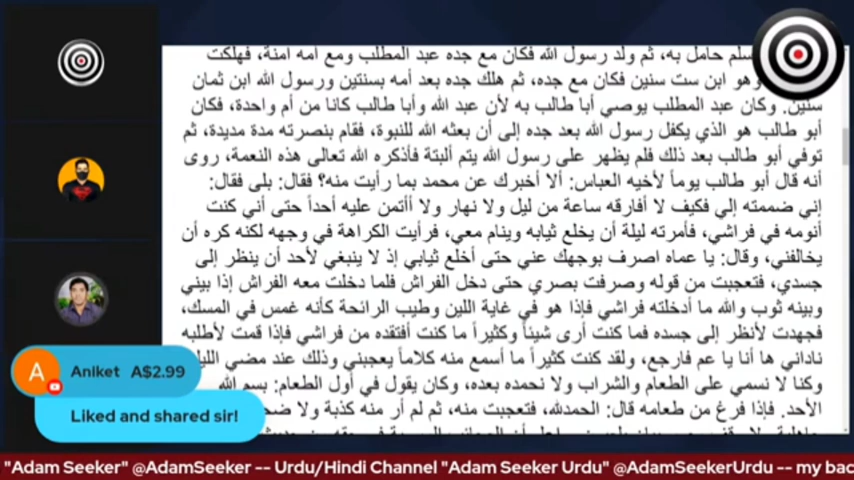 سلم حامل به، ثم ولد رسول الله فكان مع جده عبد المطلب ومع أمه آمنة، فهلكت
وهو ابن ست سنين فكان مع جده، ثم هلك جده بعد أمه بسنتين ورسول الله ابن ثمان
سنين. وكان عبد المطلب يوصي أبا طالب به لأن عبد الله وأبا طالب كانا من أم واحدة، فكان
أبو طالب هو الذي يكفل رسول الله بعد جده إلى أن بعثه الله للنبوة، فقام بنصرته مدة مديدة، ثم
توفي أبو طالب بعد ذلك فلم يظهر على رسول الله يتم ألبتة فأذكره الله تعالى هذه النعمة، روى
أنه قال أبو طالب يوماً لأخيه العباس: ألا أخبرك عن محمد بما رأيت منه؟ فقال: بلى فقال:
إني ضممته إلي فكيف لا أفارقه ساعة من ليل ولا نهار ولا أأتمن عليه أحداً حتى أني كنت
أنومه في فراشي، فأمرته ليلة أن يخلع ثيابه وينام معي، فرأيت الكراهة في وجهه لكنه كره أن
يخالفني، وقال: يا عماه اصرف بوجهك عني حتى أخلع ثيابي إذ لا ينبغي لأحد أن ينظر إلى
جسدي، فتعجبت من قوله وصرفت بصري حتى دخل الفراش فلما دخلت معه الفراش إذا بيني
وبينه ثوب والله ما أدخلته فراشي فإذا هو في غاية اللين وطيب الرائحة كأنه غمس في المسك،
فجهدت لأنظر إلى جسده فما كنت أرى شيئاً وكثيراً ما كنت أفتقده من فراشي فإذا قمت لأطلبه
ناداني ها أنا يا عم فارجع، ولقد كنت كثيراً ما أسمع منه كلاماً يعجبني وذلك عند مضي الليل
وكنا لا نسمي على الطعام والشراب ولا نحمده بعده، وكان يقول في أول الطعام: بسم الله
الأحد. فإذا فرغ من طعامه قال: الحمدلله، فتعجبت منه، ثم لم أر منه كذبة ولا
A
Aniket A$2.99
Liked and shared sir!
"Adam Seeker" @AdamSeeker -- Urdu/Hindi Channel "Adam Seeker Urdu" @AdamSeekerUrdu -- my bac